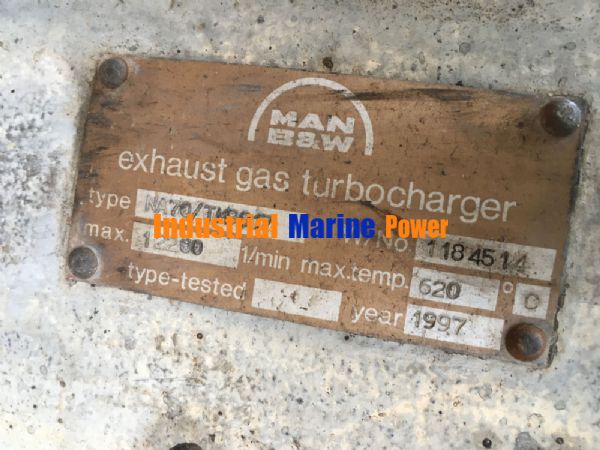 MAN
B&W
exhaust gas turbocharger
type
Industrial Marine Power
No. 1184514
max. 12200 1/min max.temp. 620 °C
type-tested year 1997